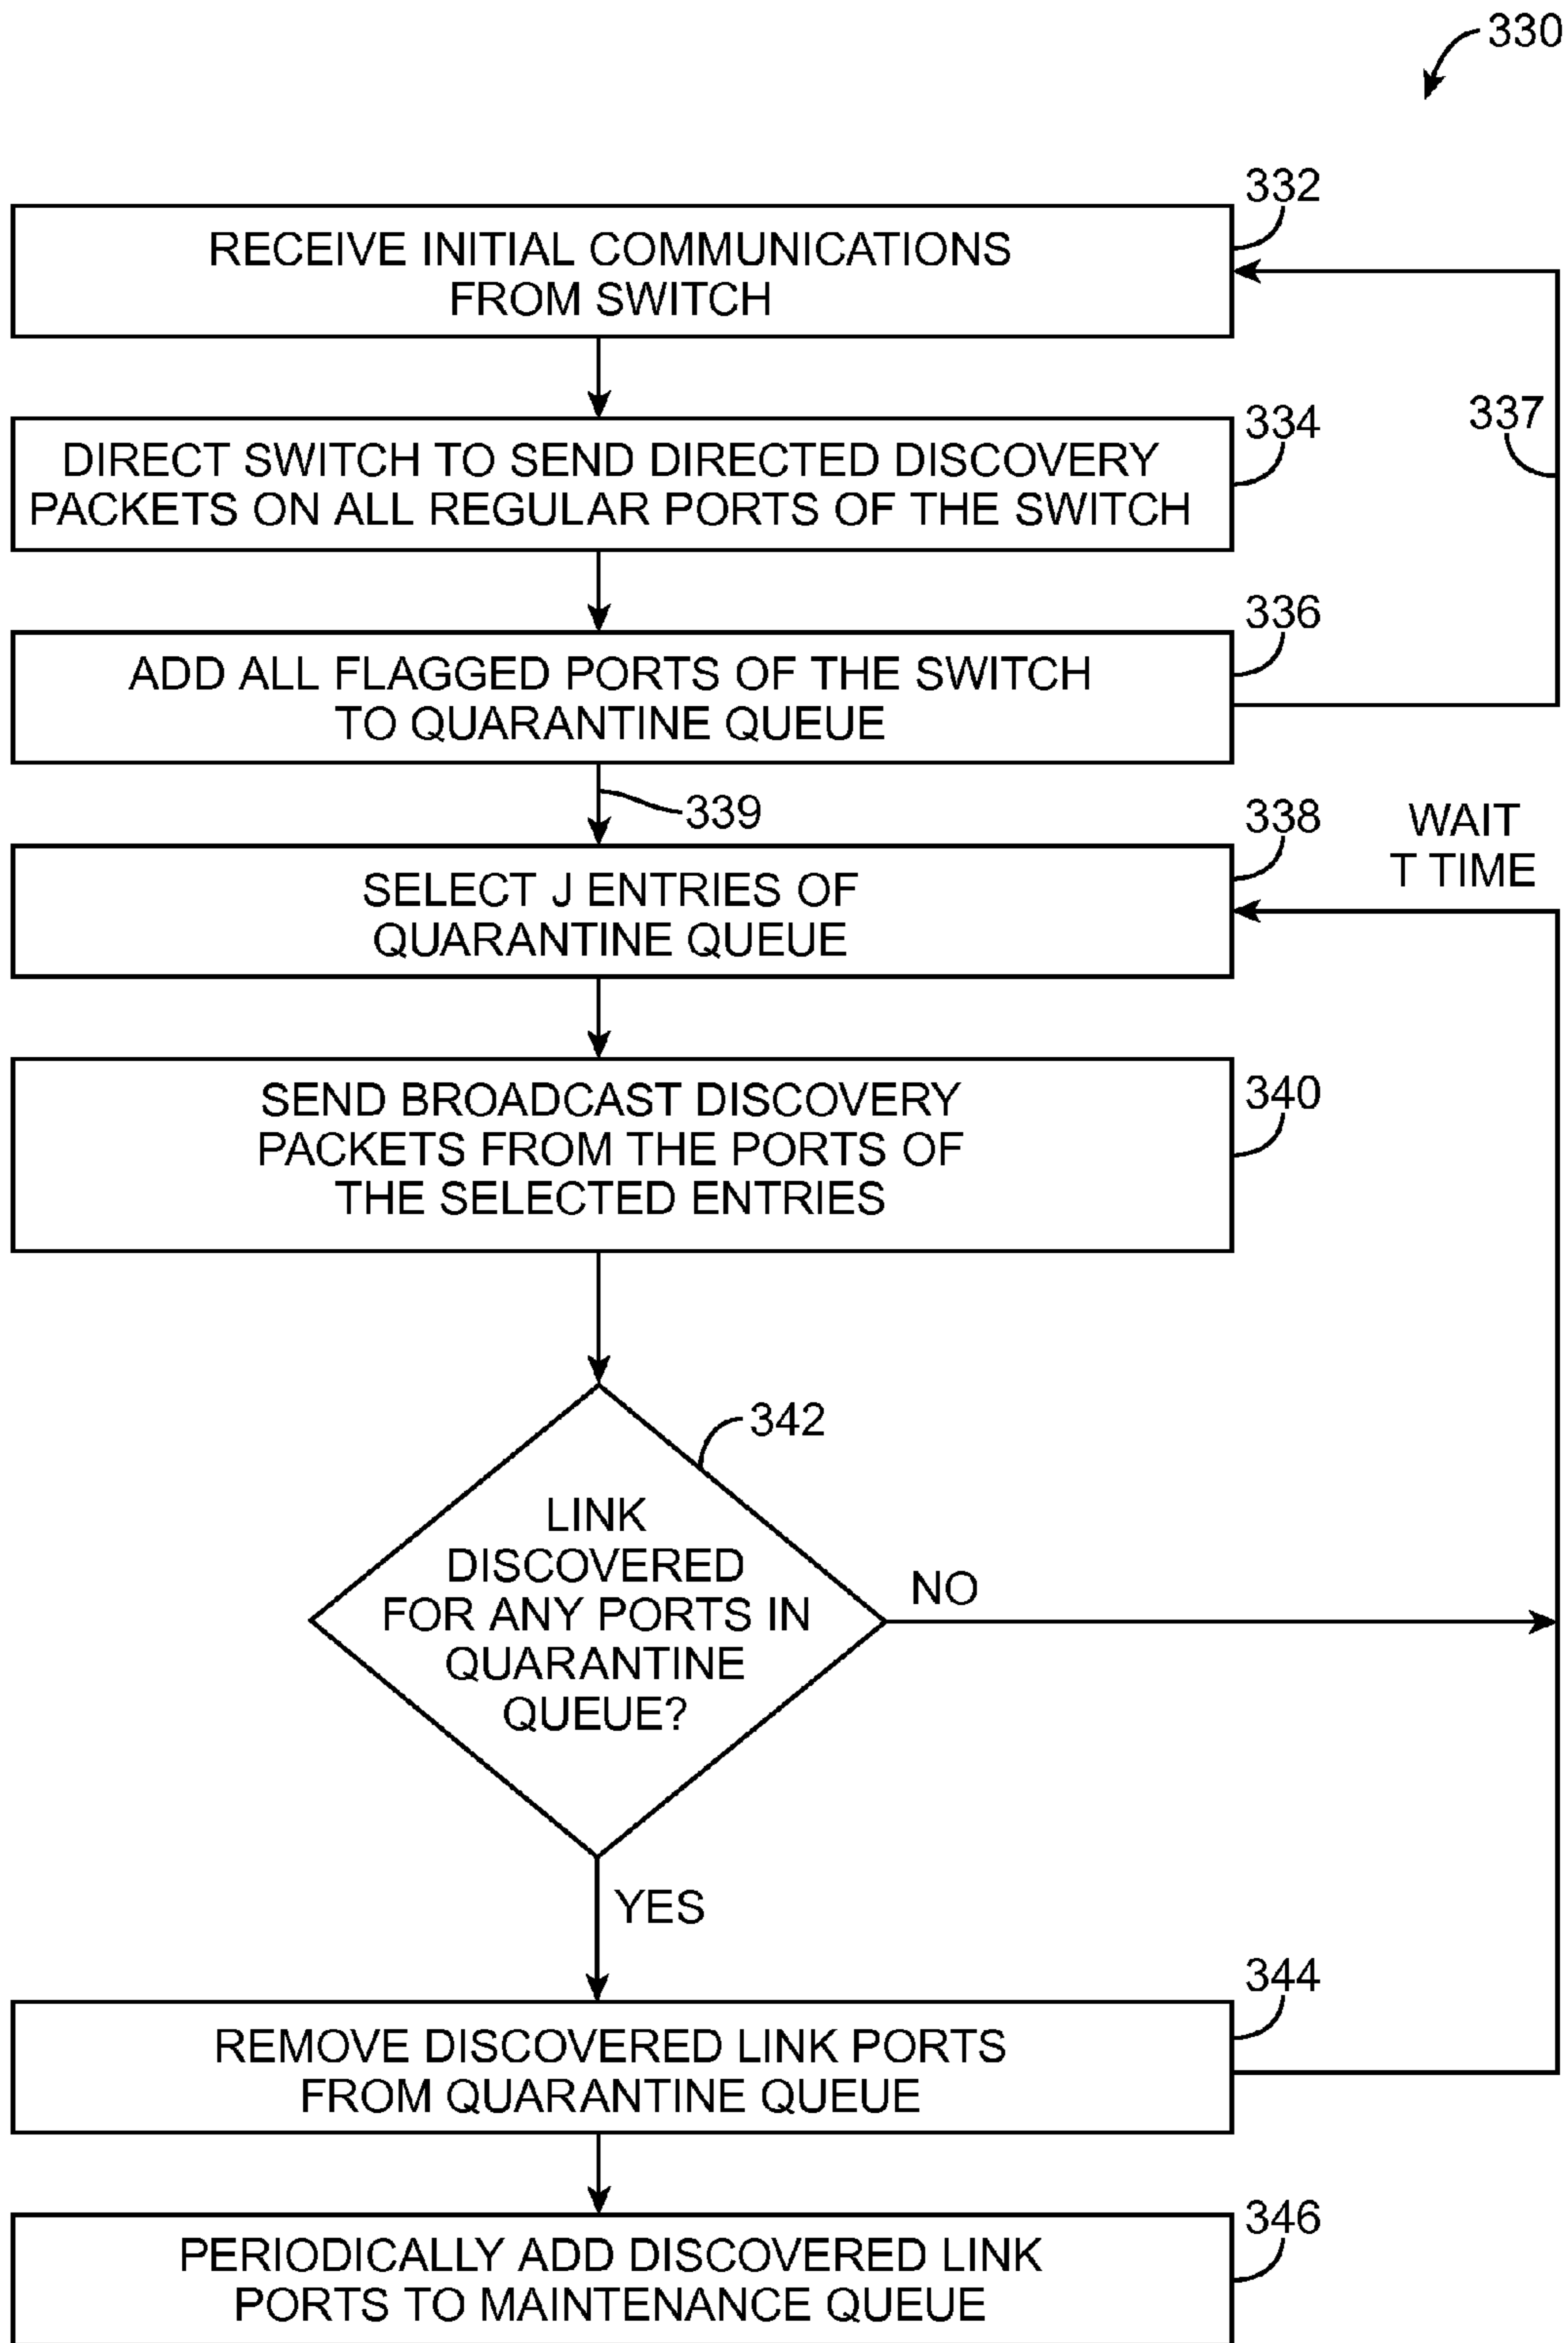 330
332
RECEIVE INITIAL COMMUNICATIONS
FROM SWITCH
334
337
DIRECT SWITCH TO SEND DIRECTED DISCOVERY
PACKETS ON ALL REGULAR PORTS OF THE SWITCH
336
ADD ALL FLAGGED PORTS OF THE SWITCH
TO QUARANTINE QUEUE
339
338
WAIT
T TIME
SELECT J ENTRIES OF
QUARANTINE QUEUE
340
SEND BROADCAST DISCOVERY
PACKETS FROM THE PORTS OF
THE SELECTED ENTRIES
342
LINK
DISCOVERED
FOR ANY PORTS IN
QUARANTINE
QUEUE?
NO
YES
344
REMOVE DISCOVERED LINK PORTS
FROM QUARANTINE QUEUE
346
PERIODICALLY ADD DISCOVERED LINK
PORTS TO MAINTENANCE QUEUE